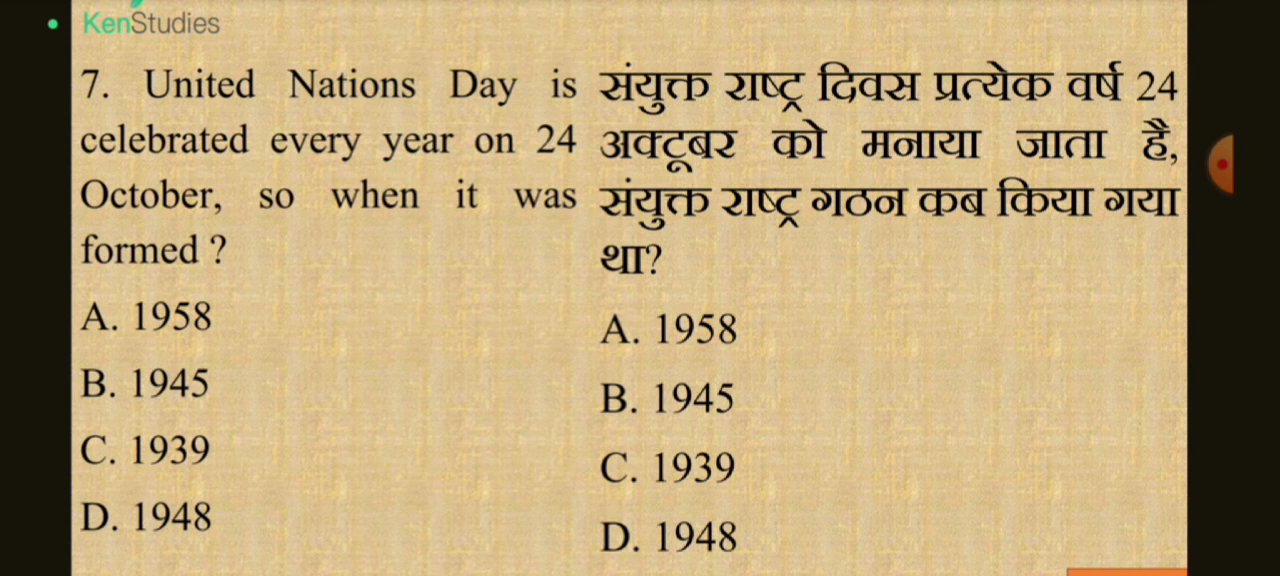 KenStudies
7. United Nations Day is
celebrated every year on 24
October, so when it was
formed ?
A. 1958
B. 1945
C. 1939
D. 1948
संयुक्त राष्ट्र दिवस प्रत्येक वर्ष 24
अक्टूबर को मनाया जाता है,
संयुक्त राष्ट्र गठन कब किया गया
था?
A. 1958
B. 1945
C. 1939
D. 1948